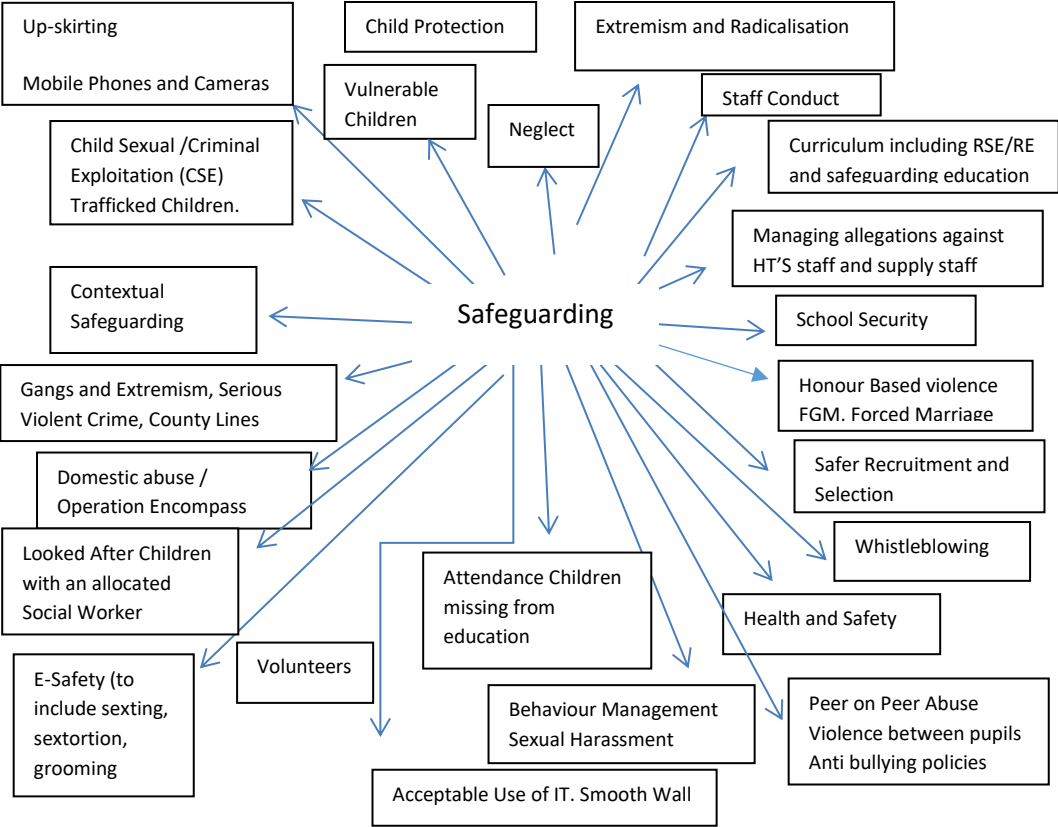 Up-skirting
Mobile Phones and Cameras
Child Protection
Extremism and Radicalisation
Vulnerable
Children
Neglect
Staff Conduct
Child Sexual /Criminal
Exploitation (CSE)
Trafficked Children.
Curriculum including RSE/RE
and safeguarding education
Managing allegations against
HT'S staff and supply staff
Contextual
Safeguarding
Safeguarding
School Security
Gangs and Extremism, Serious
Violent Crime, County Lines
Honour Based violence
FGM. Forced Marriage
Domestic abuse /
Operation Encompass
Safer Recruitment and
Selection
Looked After Children
with an allocated
Social Worker
Attendance Children
missing from
education
Whistleblowing
Health and Safety
E-Safety (to
include sexting,
sextortion,
grooming
Volunteers
Behaviour Management
Sexual Harassment
Peer on Peer Abuse
Violence between pupils
Anti bullying policies
Acceptable Use of IT. Smooth Wall